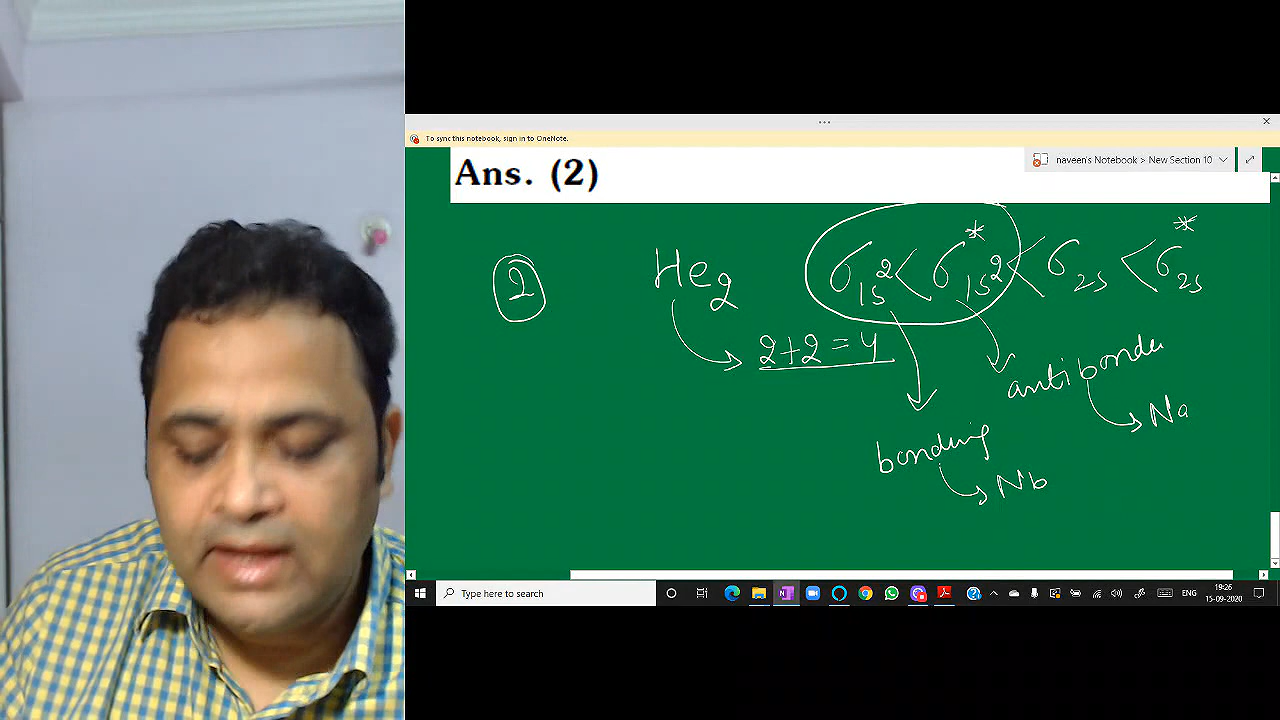 ...
To sync this notebook, sign in to OneNote.
naveen's Notebook > New Section 10
Ans. (2)
2 He₂ σ₁ₛ² < σ*₁ₛ² < σ₂ₛ < σ*₂ₛ
2+2=4
antibonde
Na
bonding
Nb
Type here to search
ENG
19:26
15-09-2020